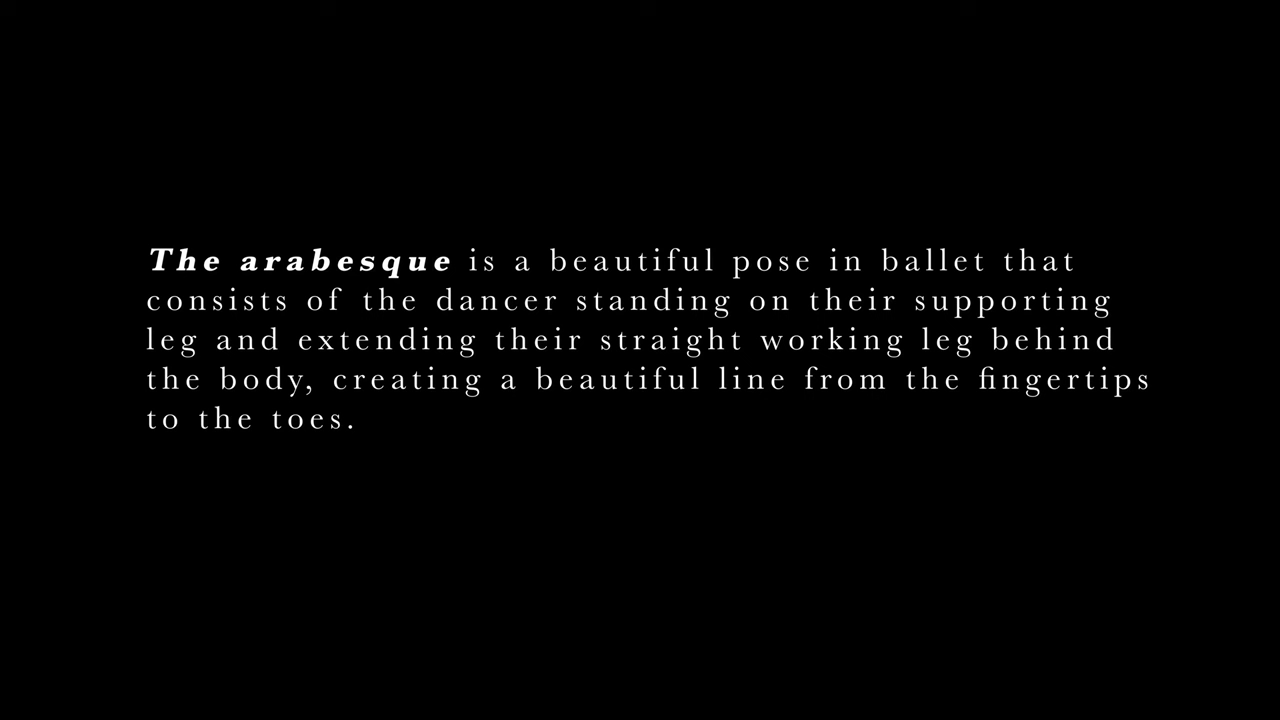 The arabesque is a beautiful pose in ballet that
consists of the dancer standing on their supporting
leg and extending their straight working leg behind
the body, creating a beautiful line from the fingertips
to the toes.